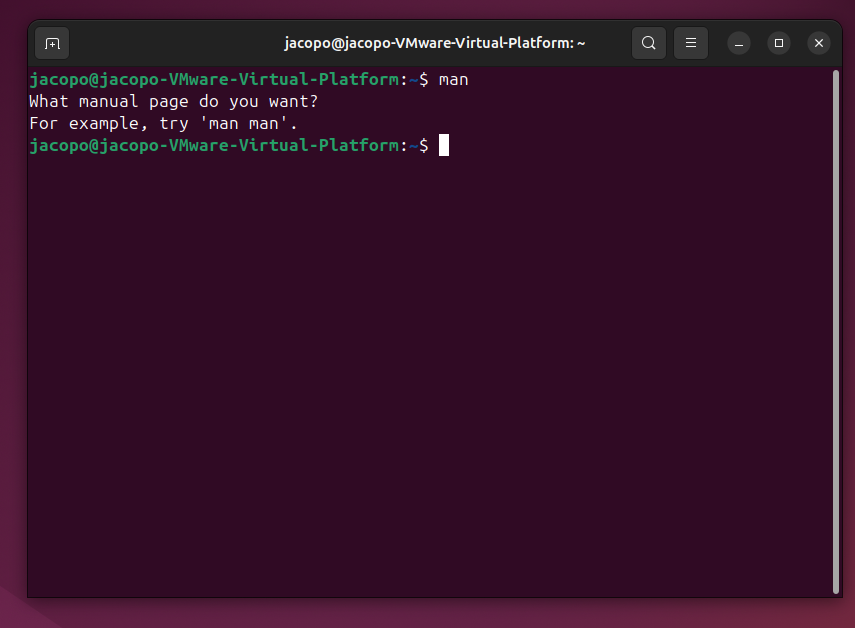 jacopo@jacopo-VMware-Virtual-Platform: ~
jacopo@jacopo-VMware-Virtual-Platform:~$ man
What manual page do you want?
For example, try 'man man'.
jacopo@jacopo-VMware-Virtual-Platform:~$